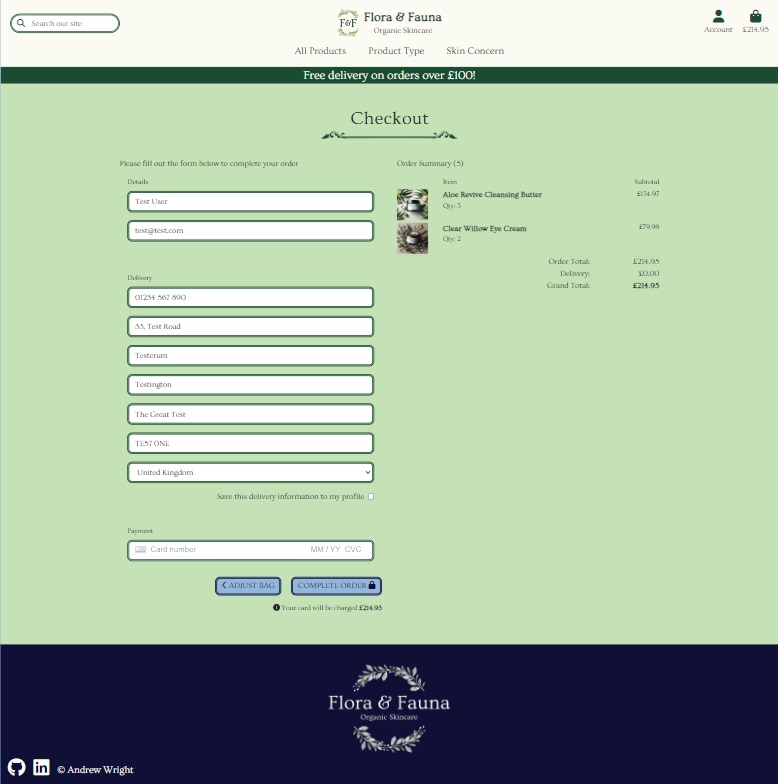 Search our site
F&F
Flora & Fauna
Organic Skincare
Account
£214.95
All Products Product Type Skin Concern
Free delivery on orders over £100!
Checkout
Please fill out the form below to complete your order
Details
Test User
test@test.com
Delivery
01234 567 890
33, Test Road
Testerum
Testington
The Great Test
TE57 0NE
United Kingdom
Save this delivery information to my profile
Payment
Card number MM / YY CVC
ADJUST BAG COMPLETE ORDER
Your card will be charged £214.95
Order Summary (5)
Item Subtotal
Aloe Revive Cleansing Butter £134.97
Qty: 3
Clear Willow Eye Cream £79.98
Qty: 2
Order Total: £214.95
Delivery: £0.00
Grand Total: £214.95
Flora & Fauna
Organic Skincare
© Andrew Wright